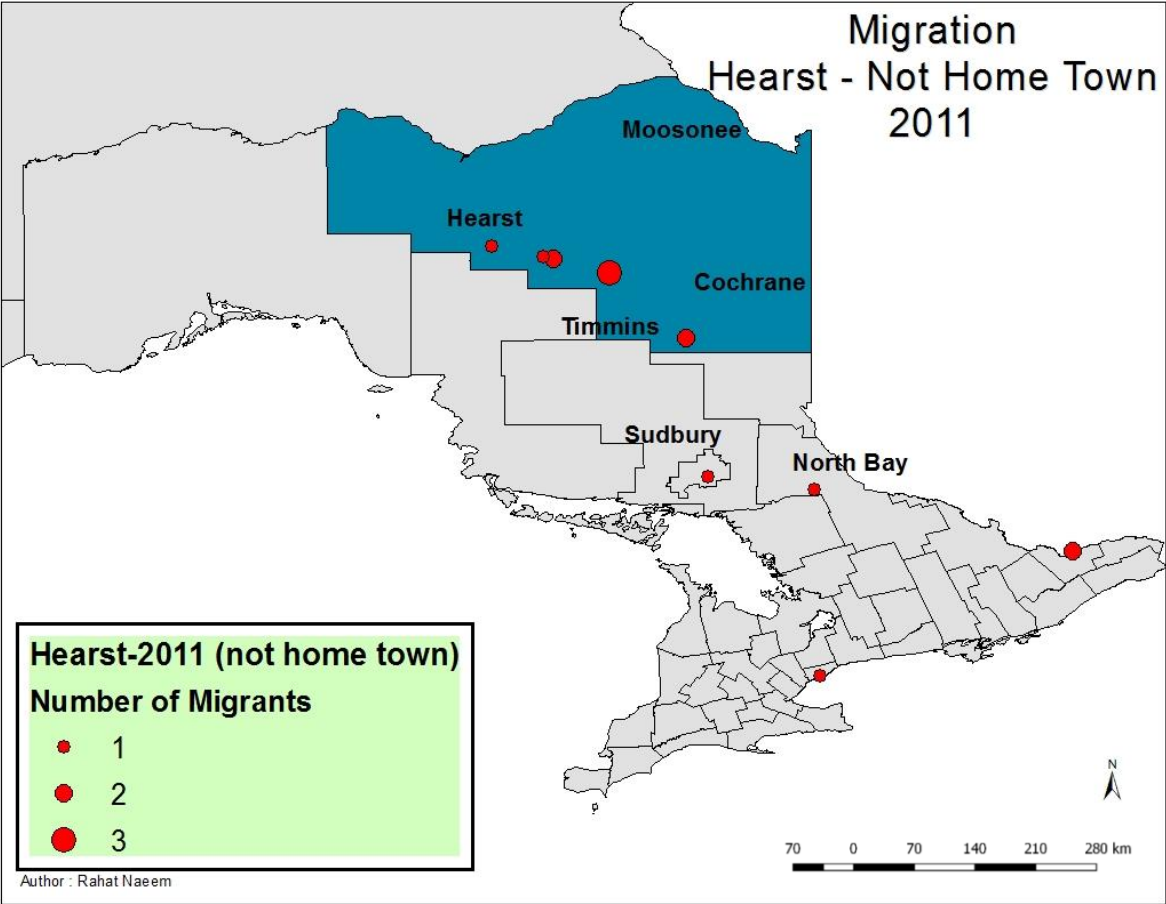 Migration
Hearst - Not Home Town
2011
Moosonee
Hearst
Cochrane
Timmins
Sudbury
North Bay
Hearst-2011 (not home town)
Number of Migrants
1
2
3
N
70 0 70 140 210 280 km
Author : Rahat Naeem